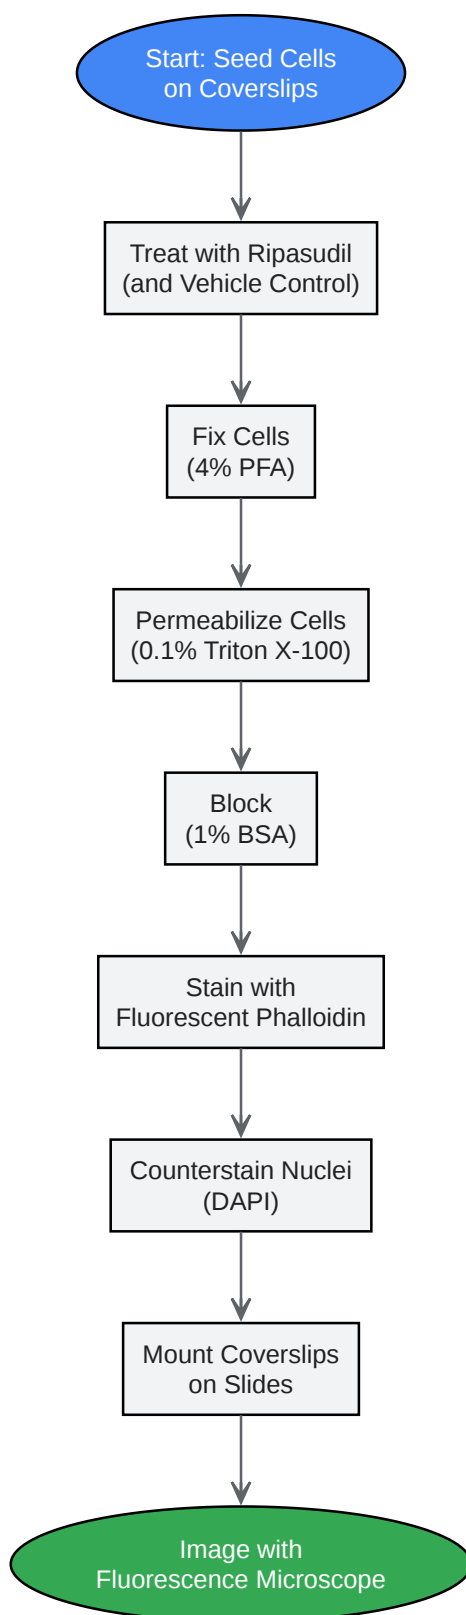 Start: Seed Cells
on Coverslips
Treat with Ripasudil
(and Vehicle Control)
Fix Cells
(4% PFA)
Permeabilize Cells
(0.1% Triton X-100)
Block
(1% BSA)
Stain with
Fluorescent Phalloidin
Counterstain Nuclei
(DAPI)
Mount Coverslips
on Slides
Image with
Fluorescence Microscope